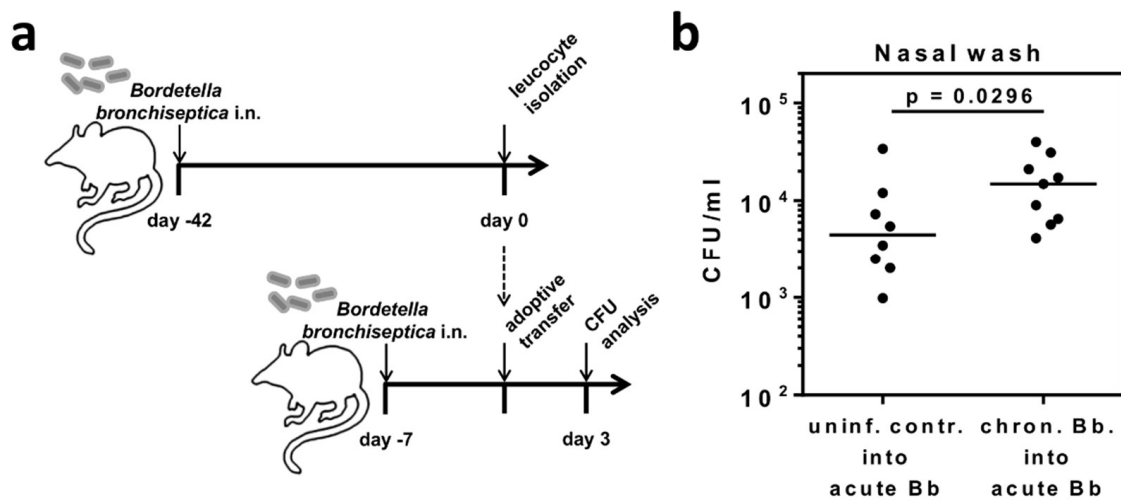 a
Bordetella
bronchiseptica i.n.
leucocyte
isolation
day -42
day 0
Bordetella
bronchiseptica i.n.
adoptive
transfer
CFU
analysis
day -7
day 3
b
Nasal wash
p = 0.0296
CFU/ml
10^5
10^4
10^3
10^2
uninf. contr.
into
acute Bb
chron. Bb.
into
acute Bb